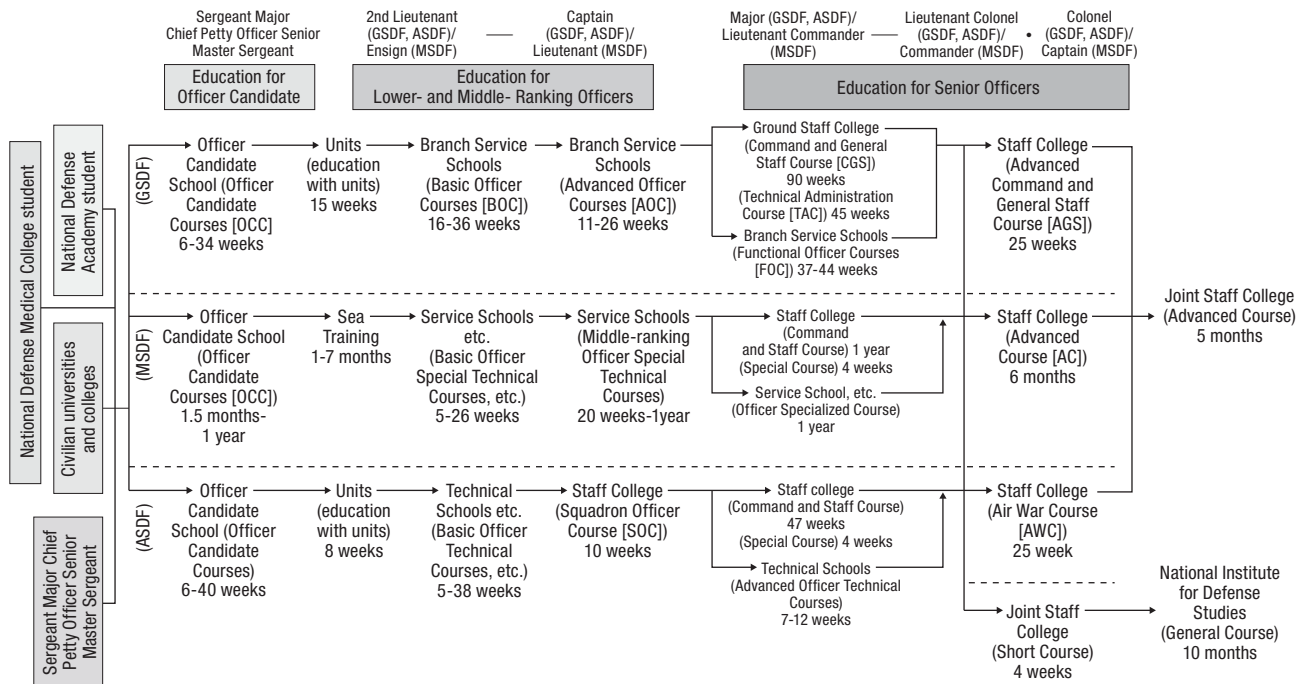 Sergeant Major
Chief Petty Officer Senior
Master Sergeant
2nd Lieutenant
(GSDF, ASDF)/
Ensign (MSDF)
—
Captain
(GSDF, ASDF)/
Lieutenant (MSDF)
Major (GSDF, ASDF)/
Lieutenant Commander
(MSDF)
—
Lieutenant Colonel
(GSDF, ASDF)/
Commander (MSDF)
•
Colonel
(GSDF, ASDF)/
Captain (MSDF)
Education for
Officer Candidate
Education for
Lower- and Middle- Ranking Officers
Education for Senior Officers
National Defense Medical College student
National Defense
Academy student
Civilian universities
and colleges
Sergeant Major Chief
Petty Officer Senior
Master Sergeant
(GSDF)
Officer
Candidate
School (Officer
Candidate
Courses [OCC]
6-34 weeks
Units
(education
with units)
15 weeks
Branch Service
Schools
(Basic Officer
Courses [BOC])
16-36 weeks
Branch Service
Schools
(Advanced Officer
Courses [AOC])
11-26 weeks
Ground Staff College
(Command and General
Staff Course [CGS])
90 weeks
(Technical Administration
Course [TAC]) 45 weeks
Branch Service Schools
(Functional Officer Courses
[FOC]) 37-44 weeks
Staff College
(Advanced
Command and
General Staff
Course [AGS])
25 weeks
(MSDF)
Officer
Candidate School
(Officer
Candidate
Courses [OCC])
1.5 months-
1 year
Sea
Training
1-7 months
Service Schools
etc.
(Basic Officer
Special Technical
Courses, etc.)
5-26 weeks
Service Schools
(Middle-ranking
Officer Special
Technical
Courses)
20 weeks-1year
Staff College
(Command
and Staff Course) 1 year
(Special Course) 4 weeks
Service School, etc.
(Officer Specialized Course)
1 year
Staff College
(Advanced
Course [AC])
6 months
Joint Staff College
(Advanced Course)
5 months
(ASDF)
Officer
Candidate
School (Officer
Candidate
Courses)
6-40 weeks
Units
(education
with units)
8 weeks
Technical
Schools etc.
(Basic Officer
Technical
Courses, etc.)
5-38 weeks
Staff College
(Squadron Officer
Course [SOC])
10 weeks
Staff college
(Command and Staff Course)
47 weeks
(Special Course) 4 weeks
Technical Schools
(Advanced Officer Technical
Courses)
7-12 weeks
Staff College
(Air War Course
[AWC])
25 week
Joint Staff
College
(Short Course)
4 weeks
National Institute
for Defense
Studies
(General Course)
10 months